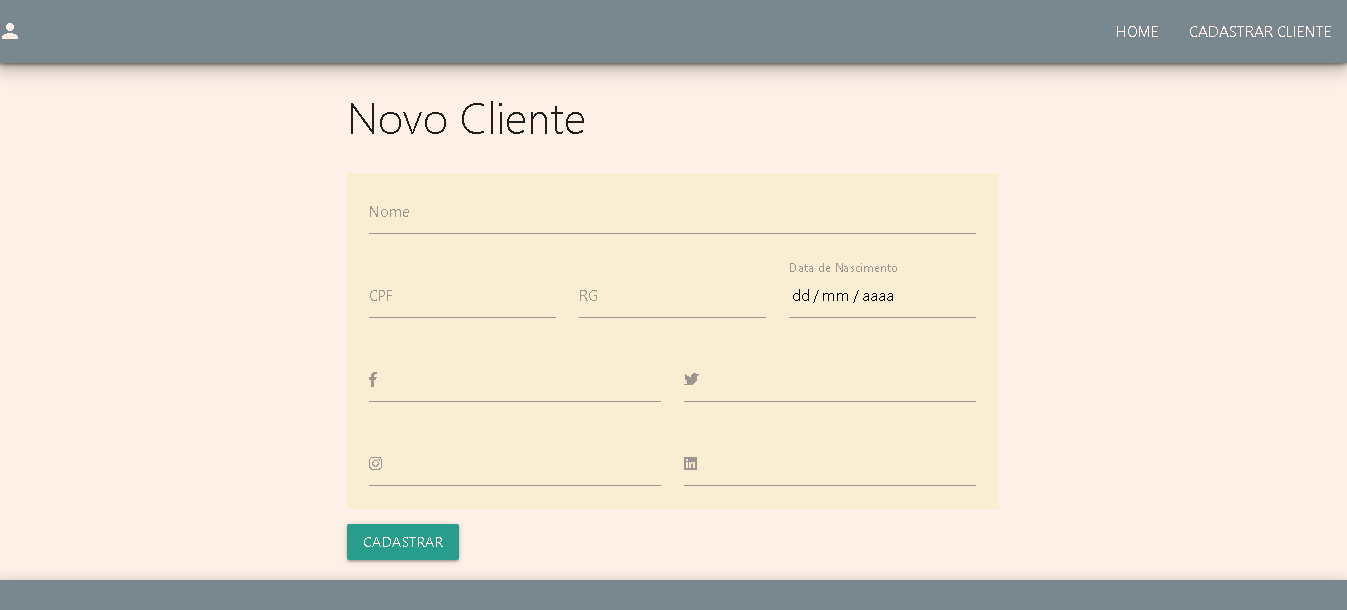 HOME CADASTRAR CLIENTE
Novo Cliente
Nome
Data de Nascimento
CPF RG dd/mm/aaaa
CADASTRAR